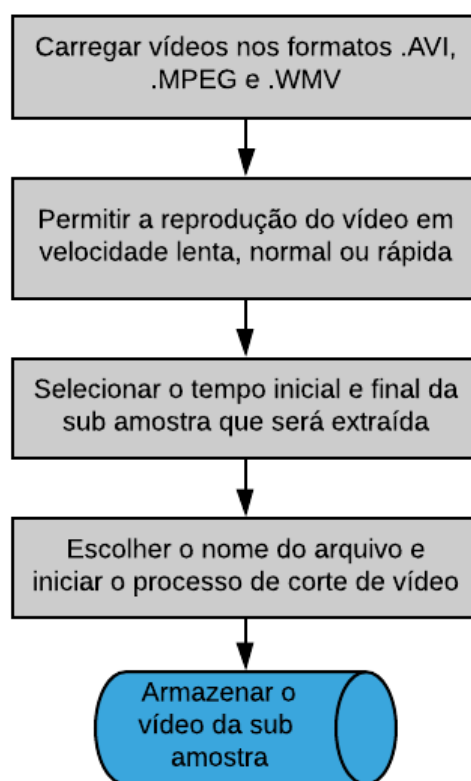 Carregar vídeos nos formatos .AVI,
.MPEG e .WMV
Permitir a reprodução do vídeo em
velocidade lenta, normal ou rápida
Selecionar o tempo inicial e final da
sub amostra que será extraída
Escolher o nome do arquivo e
iniciar o processo de corte de vídeo
Armazenar o
vídeo da sub
amostra